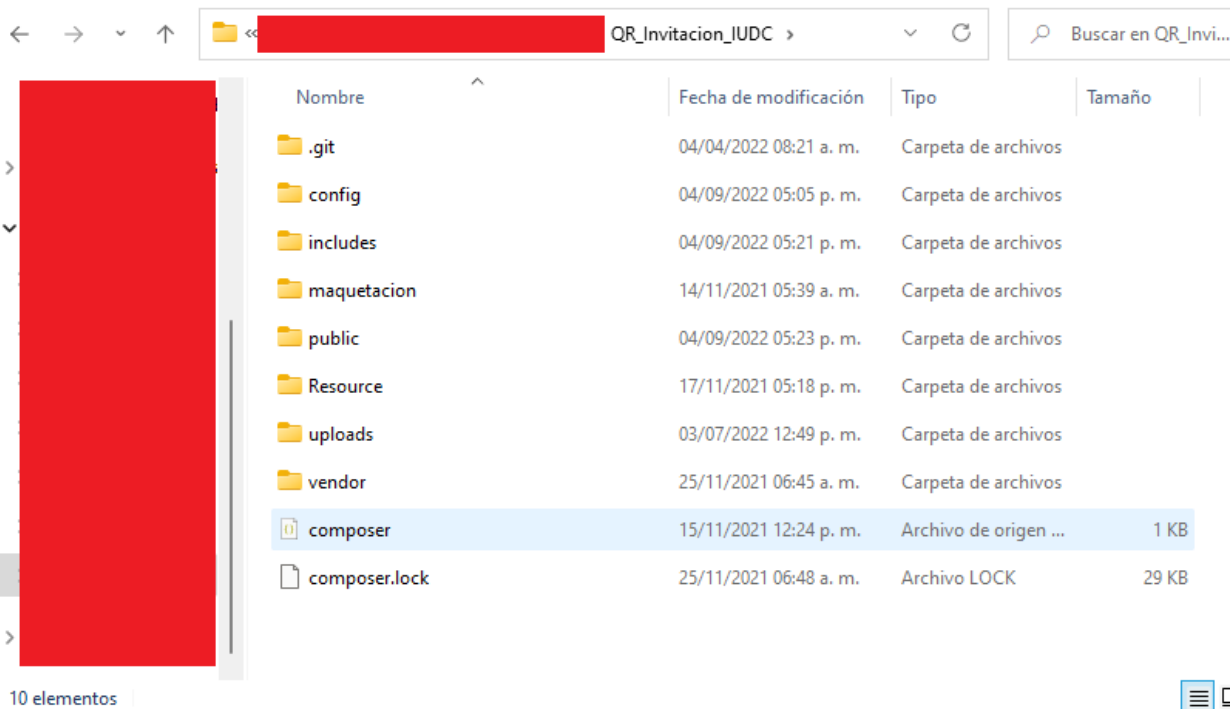 « QR_Invitacion_IUDC > Buscar en QR_Invi...
Nombre Fecha de modificación Tipo Tamaño
.git 04/04/2022 08:21 a. m. Carpeta de archivos
config 04/09/2022 05:05 p. m. Carpeta de archivos
includes 04/09/2022 05:21 p. m. Carpeta de archivos
maquetacion 14/11/2021 05:39 a. m. Carpeta de archivos
public 04/09/2022 05:23 p. m. Carpeta de archivos
Resource 17/11/2021 05:18 p. m. Carpeta de archivos
uploads 03/07/2022 12:49 p. m. Carpeta de archivos
vendor 25/11/2021 06:45 a. m. Carpeta de archivos
composer 15/11/2021 12:24 p. m. Archivo de origen ... 1 KB
composer.lock 25/11/2021 06:48 a. m. Archivo LOCK 29 KB
10 elementos